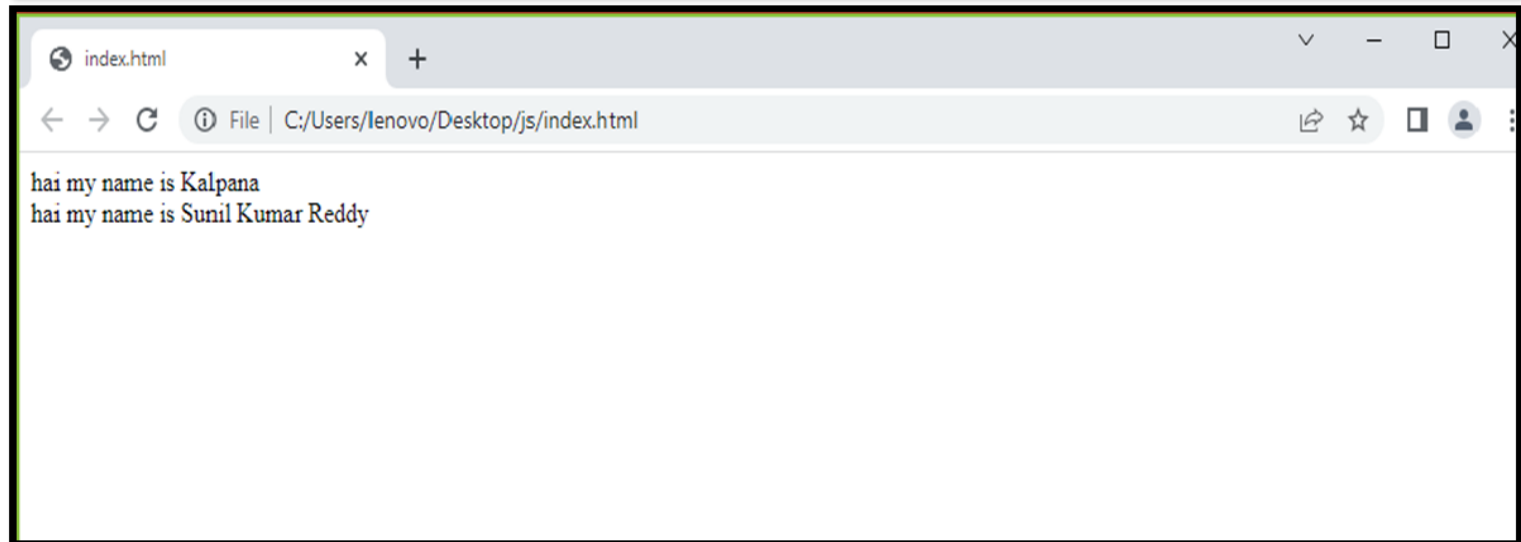 index.html
File C:/Users/lenovo/Desktop/js/index.html
hai my name is Kalpana
hai my name is Sunil Kumar Reddy